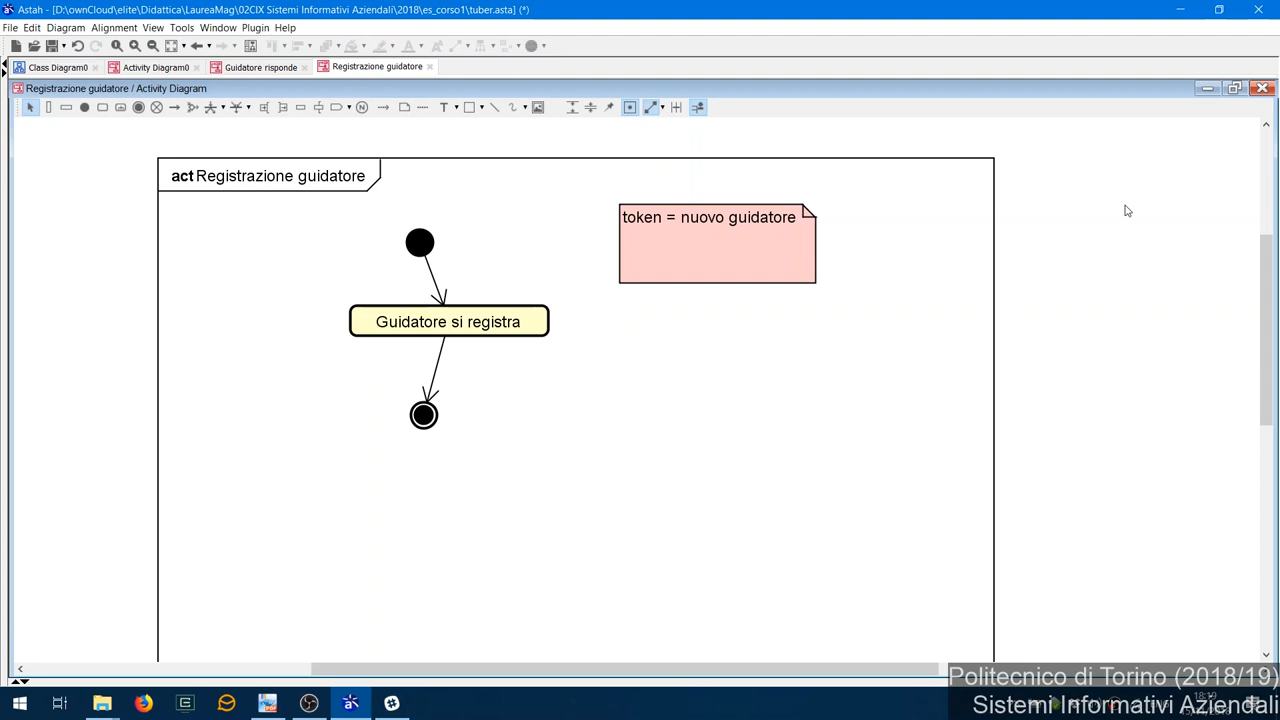 Astah - [D:\ownCloud\elite\Didattica\LaureaMag\02CIX Sistemi Informativi Aziendali\2018\es_corso1\tuber.asta] (*)
File Edit Diagram Alignment View Tools Window Plugin Help
Class Diagram0 Activity Diagram0 Guidatore risponde Registrazione guidatore
Registrazione guidatore / Activity Diagram
act Registrazione guidatore
token = nuovo guidatore
Guidatore si registra
Politecnico di Torino (2018/19)
18:19
Sistemi Informativi Aziendali